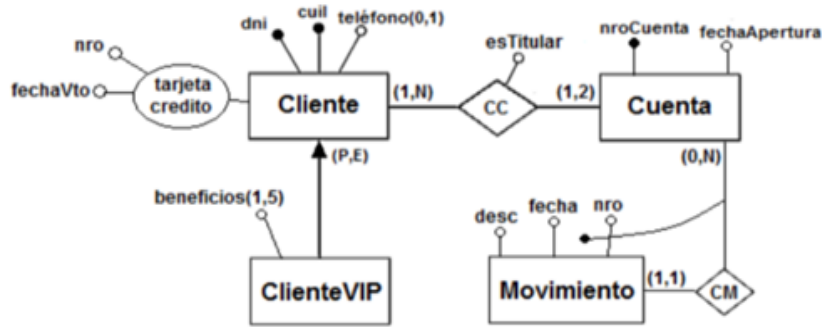 dni
cuil
teléfono(0,1)
nro
fechaVto
tarjeta
credito
Cliente
(1,N)
esTitular
CC
(1,2)
nroCuenta
fechaApertura
Cuenta
(P,E)
(0,N)
beneficios(1,5)
ClienteVIP
desc
fecha
nro
Movimiento
(1,1)
CM